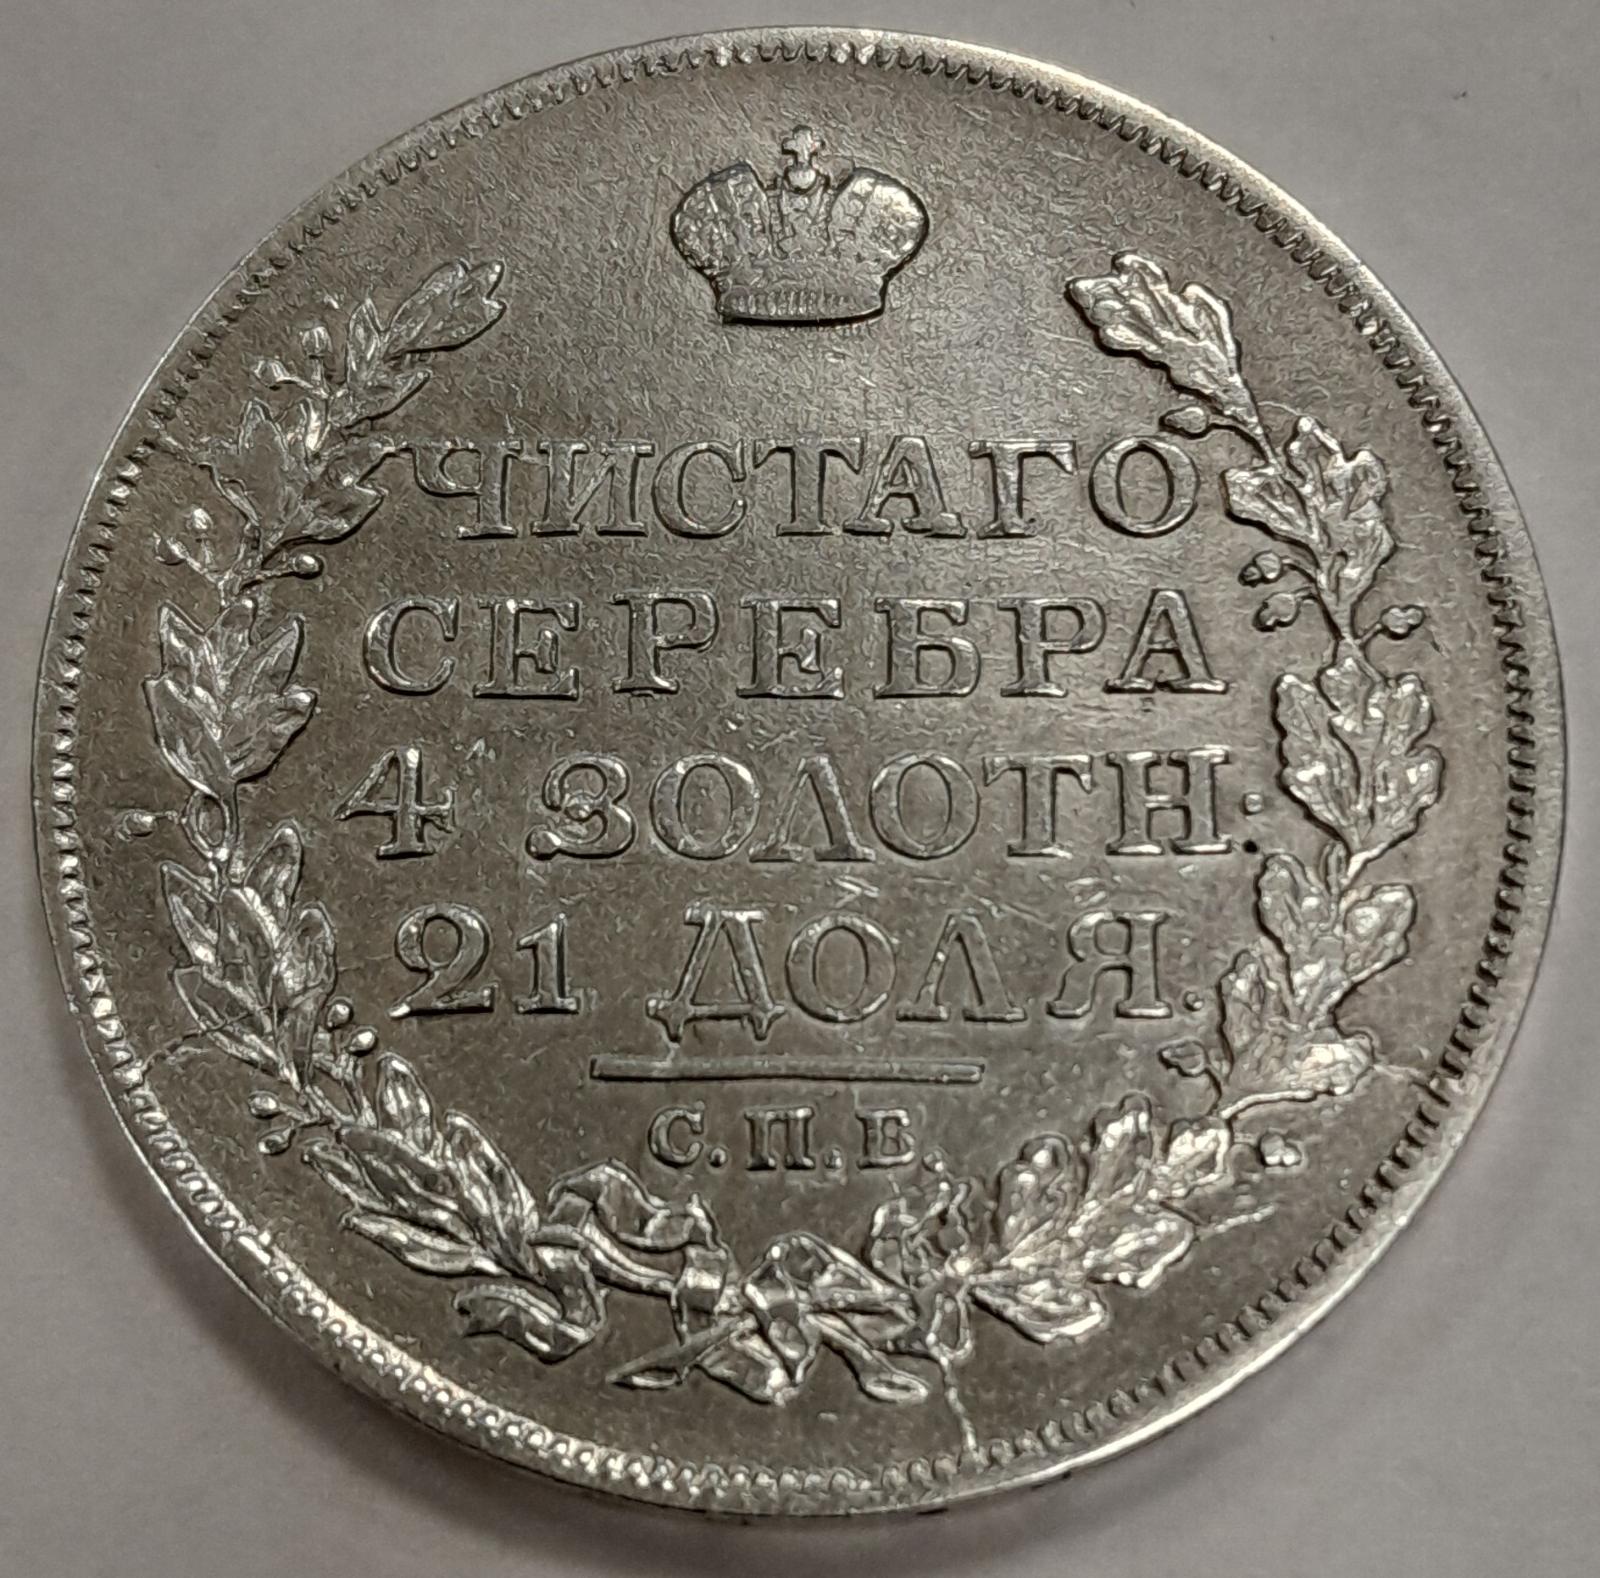 ЧИСТАГО
СЕРЕБРА
4 ЗОЛОТН:
21 ДОЛЯ.
С.П.Б.